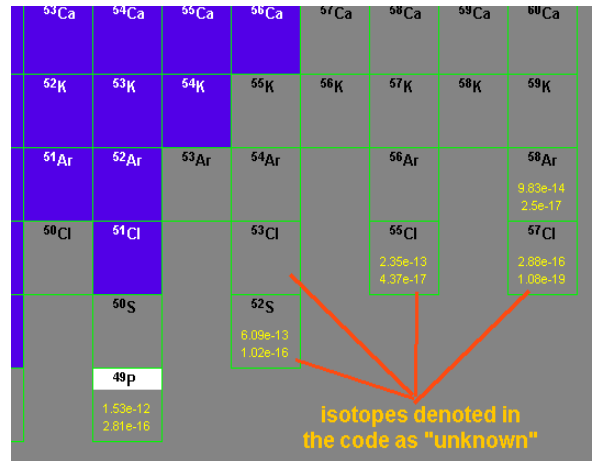 53Ca 54Ca 55Ca 56Ca 57Ca 58Ca 59Ca 60Ca
52K 53K 54K 55K 56K 57K 58K 59K
51Ar 52Ar 53Ar 54Ar 56Ar 58Ar
9.83e-14
2.5e-17
50Cl 51Cl 53Cl 55Cl 57Cl
2.35e-13 2.88e-16
4.37e-17 1.08e-19
50S 52S
6.09e-13
1.02e-16
49P
1.53e-12
2.81e-16
isotopes denoted in
the code as "unknown"